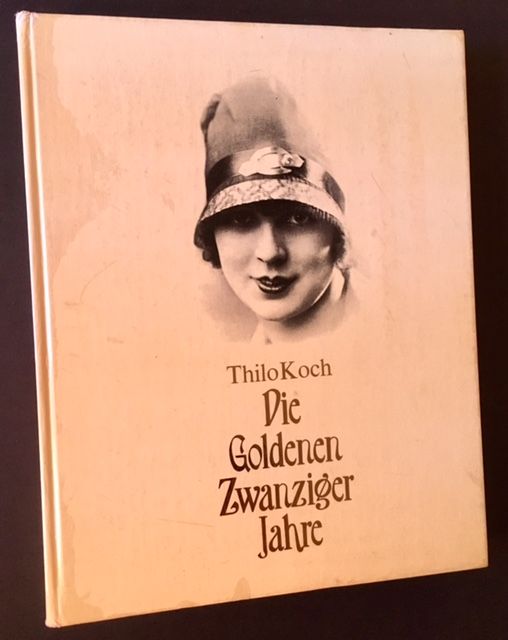 Thilo Koch
Die
Goldenen
Zwanziger
Jahre